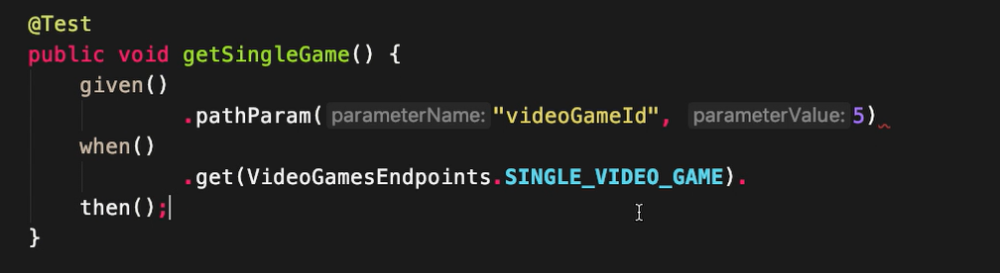 @Test
public void getSingleGame() {
given()
.pathParam( parameterName: "videoGameId", parameterValue: 5)
when()
.get(VideoGamesEndpoints.SINGLE_VIDEO_GAME).
then();
}